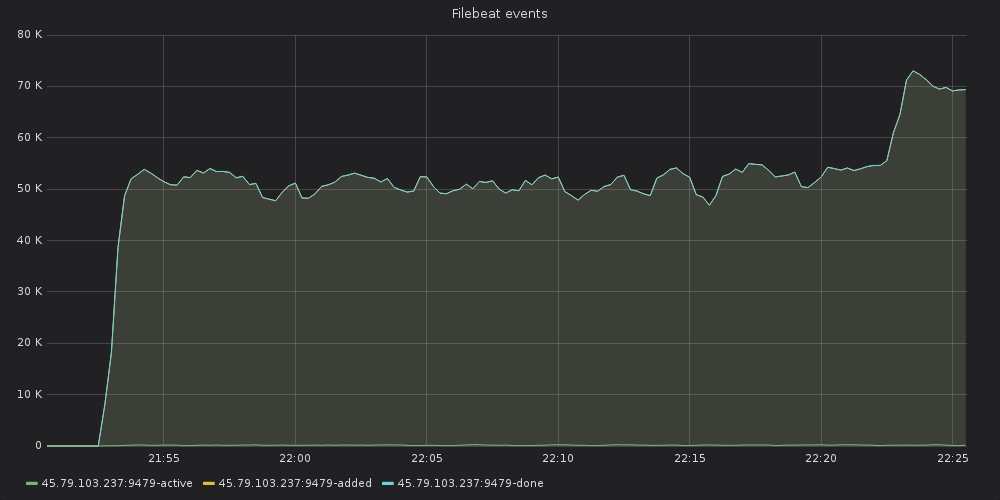 Filebeat events
80 K
70 K
60 K
50 K
40 K
30 K
20 K
10 K
0
21:55 22:00 22:05 22:10 22:15 22:20 22:25
45.79.103.237:9479-active 45.79.103.237:9479-added 45.79.103.237:9479-done